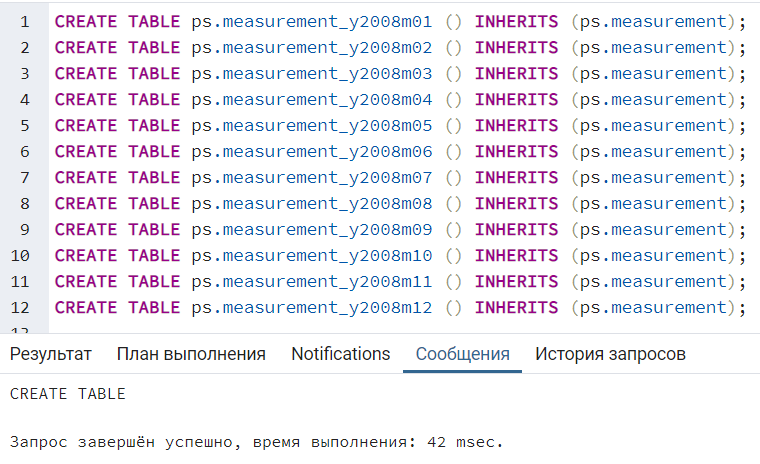 1 CREATE TABLE ps.measurement_y2008m01 () INHERITS (ps.measurement);
2 CREATE TABLE ps.measurement_y2008m02 () INHERITS (ps.measurement);
3 CREATE TABLE ps.measurement_y2008m03 () INHERITS (ps.measurement);
4 CREATE TABLE ps.measurement_y2008m04 () INHERITS (ps.measurement);
5 CREATE TABLE ps.measurement_y2008m05 () INHERITS (ps.measurement);
6 CREATE TABLE ps.measurement_y2008m06 () INHERITS (ps.measurement);
7 CREATE TABLE ps.measurement_y2008m07 () INHERITS (ps.measurement);
8 CREATE TABLE ps.measurement_y2008m08 () INHERITS (ps.measurement);
9 CREATE TABLE ps.measurement_y2008m09 () INHERITS (ps.measurement);
10 CREATE TABLE ps.measurement_y2008m10 () INHERITS (ps.measurement);
11 CREATE TABLE ps.measurement_y2008m11 () INHERITS (ps.measurement);
12 CREATE TABLE ps.measurement_y2008m12 () INHERITS (ps.measurement);
13
Результат План выполнения Notifications Сообщения История запросов
CREATE TABLE
Запрос завершён успешно, время выполнения: 42 msec.